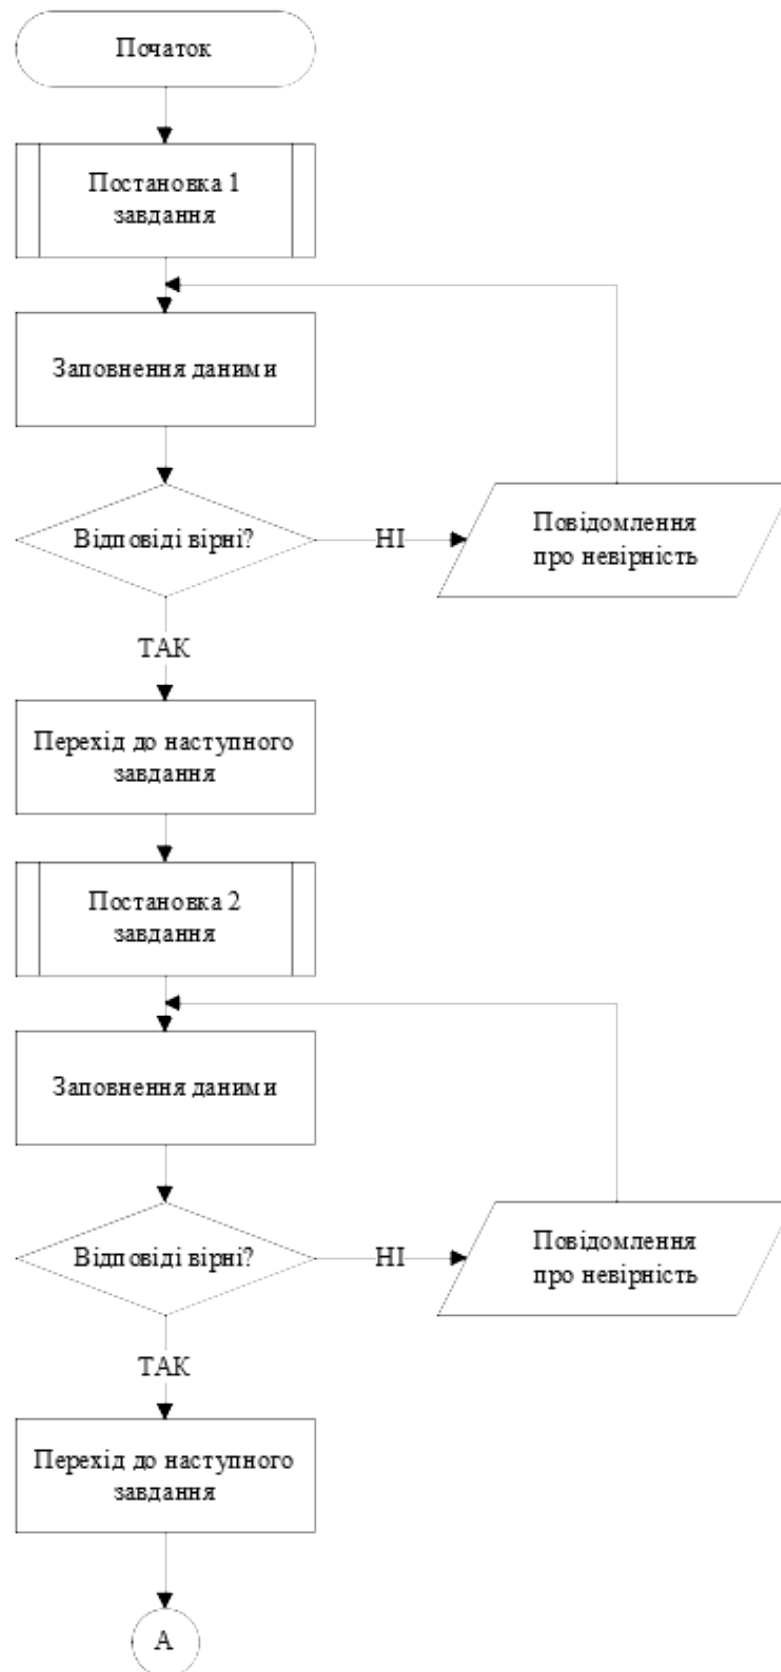 Початок
Постановка 1
завдання
Заповнення даними
Відповіді вірні?
НІ
Повідомлення
про невірність
ТАК
Перехід до наступного
завдання
Постановка 2
завдання
Заповнення даними
Відповіді вірні?
НІ
Повідомлення
про невірність
ТАК
Перехід до наступного
завдання
А